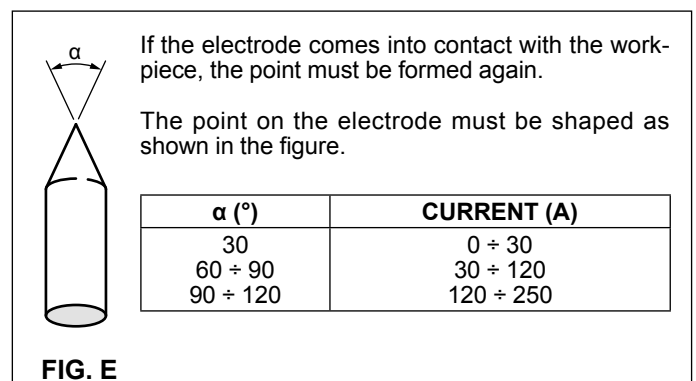 α
If the electrode comes into contact with the work-
piece, the point must be formed again.
The point on the electrode must be shaped as
shown in the figure.
α (°) CURRENT (A)
30 0 ÷ 30
60 ÷ 90 30 ÷ 120
90 ÷ 120 120 ÷ 250
FIG. E